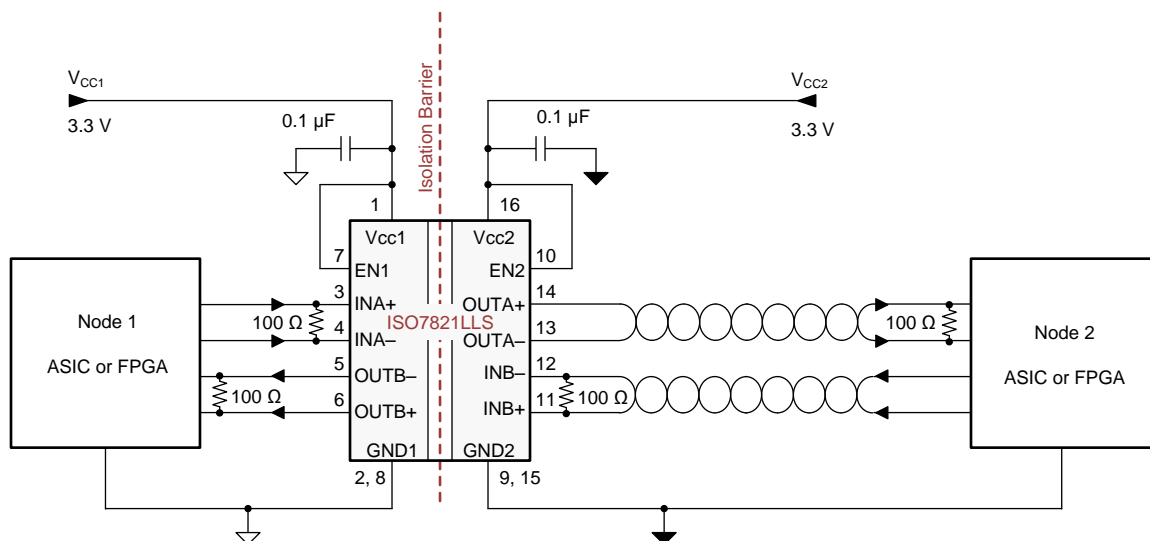 Isolation Barrier
VCC1
3.3 V
0.1 µF
VCC2
3.3 V
0.1 µF
1
16
Vcc1
Vcc2
7
EN1
EN2
10
3
INA+
OUTA+
14
100 Ω
ISO7821LLS
100 Ω
4
INA–
OUTA–
13
Node 1
ASIC or FPGA
Node 2
ASIC or FPGA
5
OUTB–
INB–
12
100 Ω
100 Ω
6
OUTB+
INB+
11
GND1
GND2
2, 8
9, 15